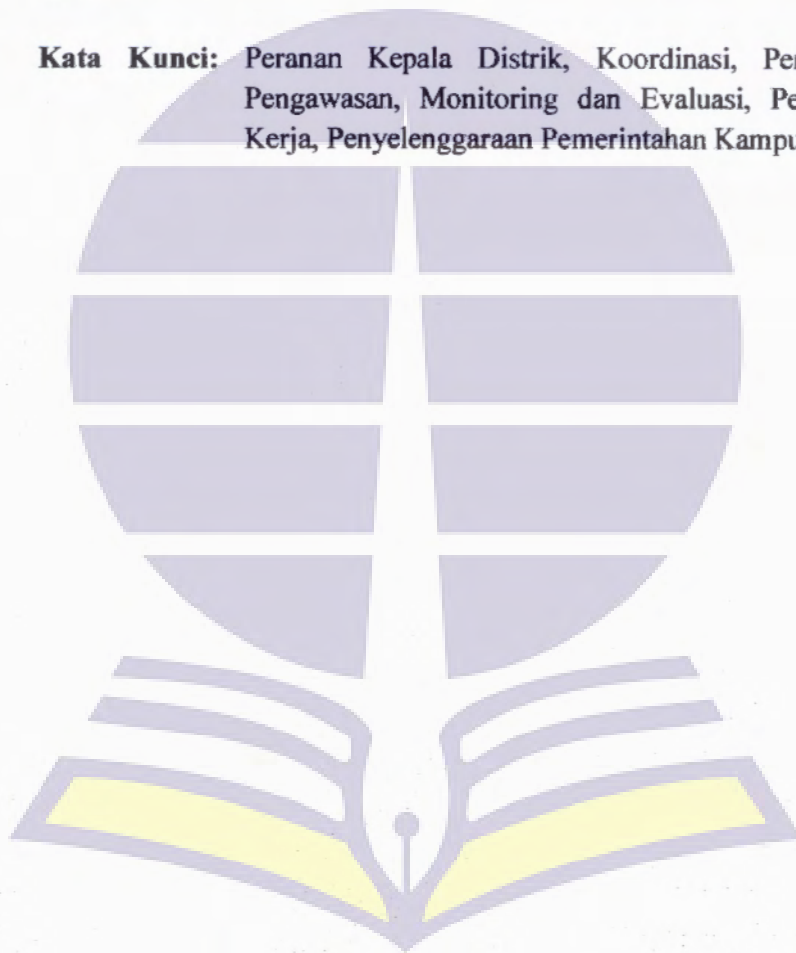 Kata Kunci: Peranan Kepala Distrik, Koordinasi,
Pengawasan, Monitoring dan Evaluasi,
Kerja, Penyelenggaraan Pemerintahan